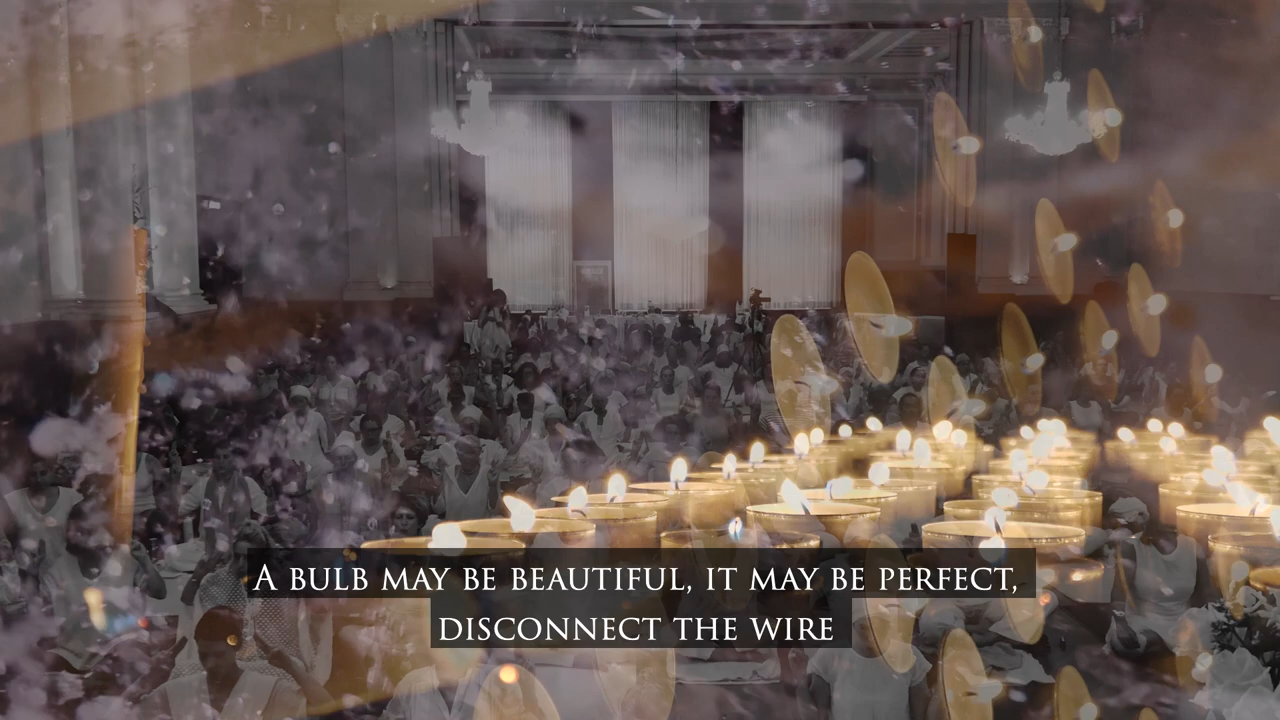 A BULB MAY BE BEAUTIFUL, IT MAY BE PERFECT,
DISCONNECT THE WIRE